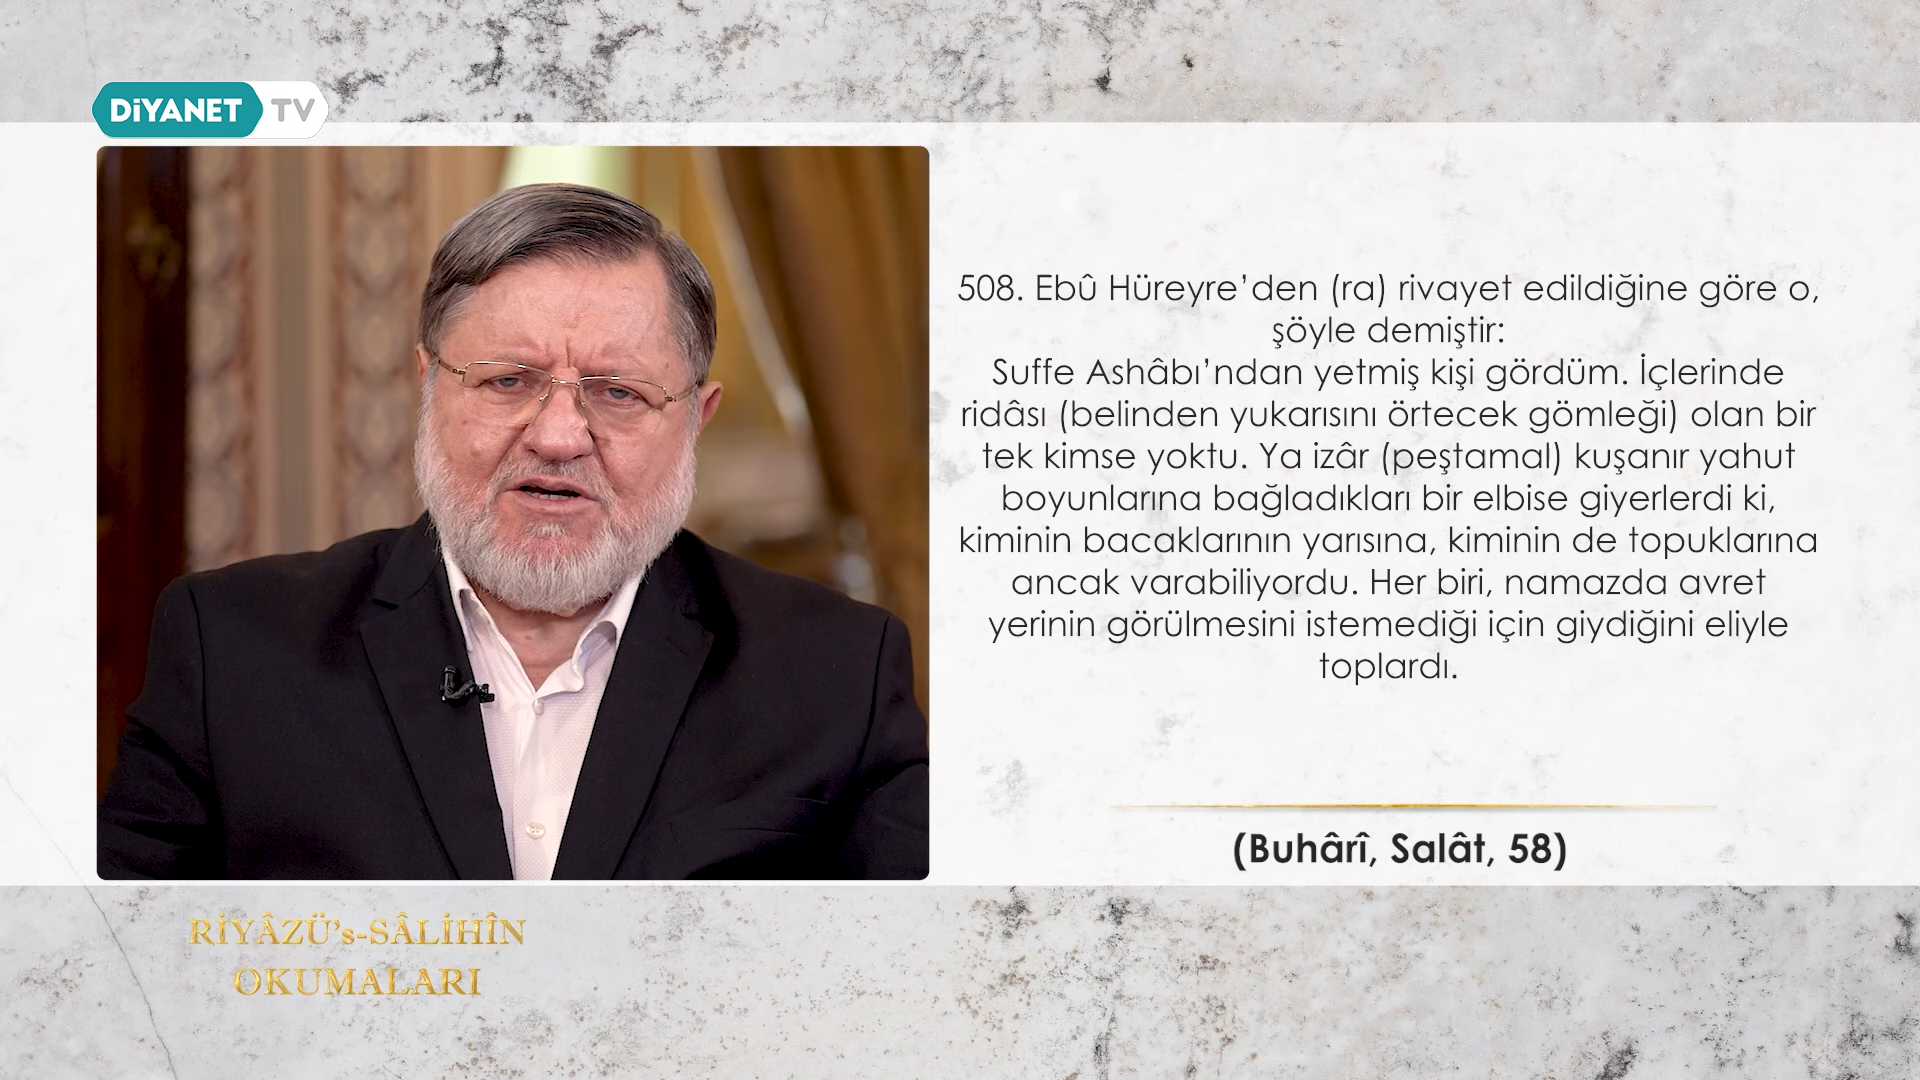 DİYANET TV
508. Ebû Hüreyre’den (ra) rivayet edildiğine göre o,
şöyle demiştir:
Suffe Ashâbı’ndan yetmiş kişi gördüm. İçlerinde
ridâsı (belinden yukarısını örtecek gömleği) olan bir
tek kimse yoktu. Ya izâr (peştamal) kuşanır yahut
boyunlarına bağladıkları bir elbise giyerlerdi ki,
kiminin bacaklarının yarısına, kiminin de topuklarına
ancak varabiliyordu. Her biri, namazda avret
yerinin görülmesini istemediği için giydiğini eliyle
toplardı.
(Buhârî, Salât, 58)
RİYÂZÜ’s-SÂLİHÎN
OKUMALARI